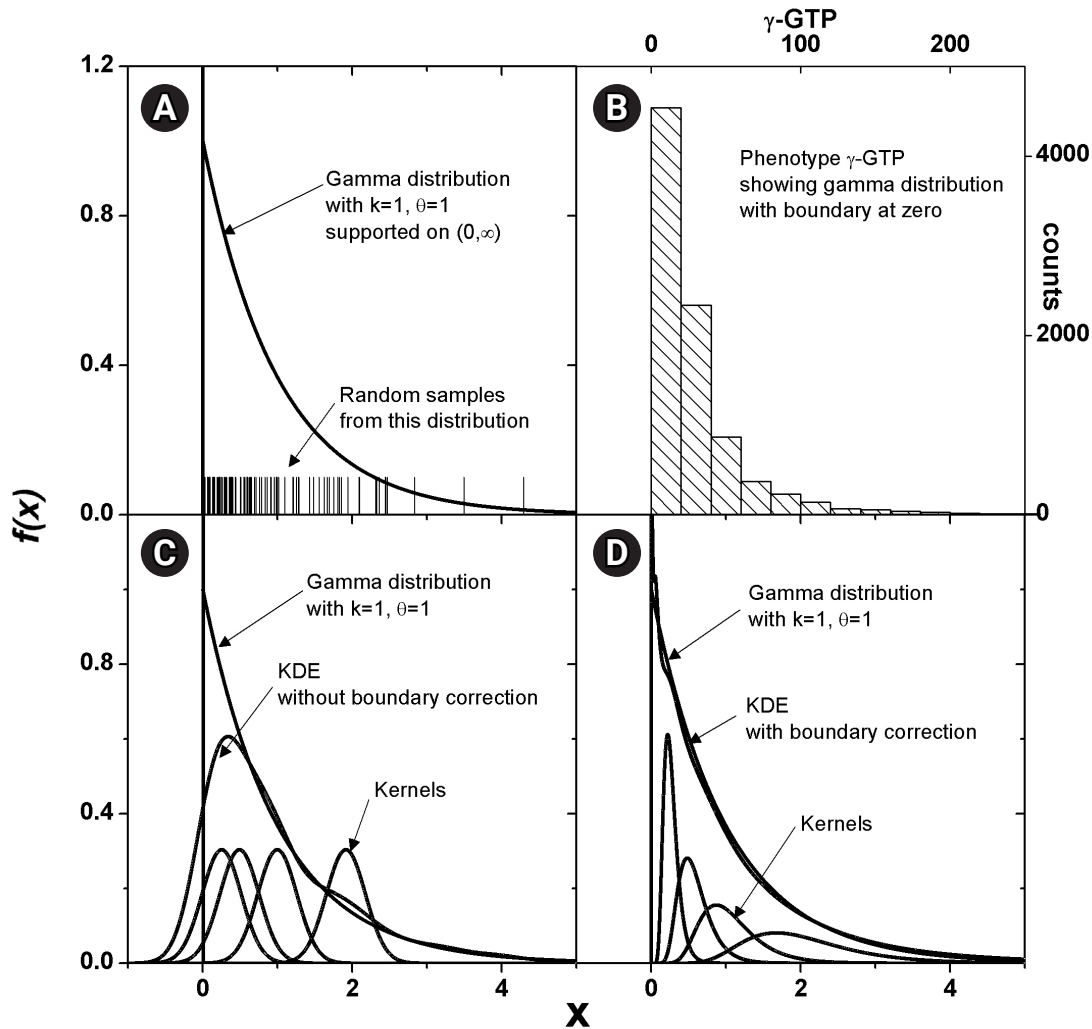 γ-GTP
0 100 200
1.2
0.8
0.4
0.0
A
Gamma distribution
with k=1, θ=1
supported on (0,∞)
Random samples
from this distribution
B
Phenotype γ-GTP
showing gamma distribution
with boundary at zero
4000
2000
0
counts
f(x)
C
Gamma distribution
with k=1, θ=1
KDE
without boundary correction
Kernels
0.8
0.4
0.0
0 2 4
D
Gamma distribution
with k=1, θ=1
KDE
with boundary correction
Kernels
0 2 4
X